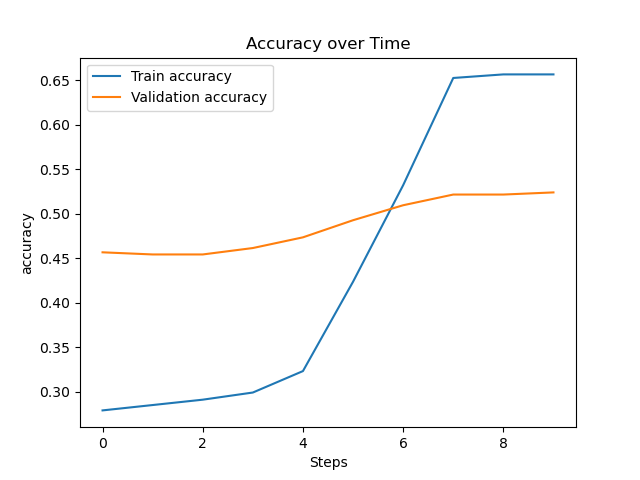 Accuracy over Time
Train accuracy
Validation accuracy
accuracy
0.65
0.60
0.55
0.50
0.45
0.40
0.35
0.30
0 2 4 6 8
Steps